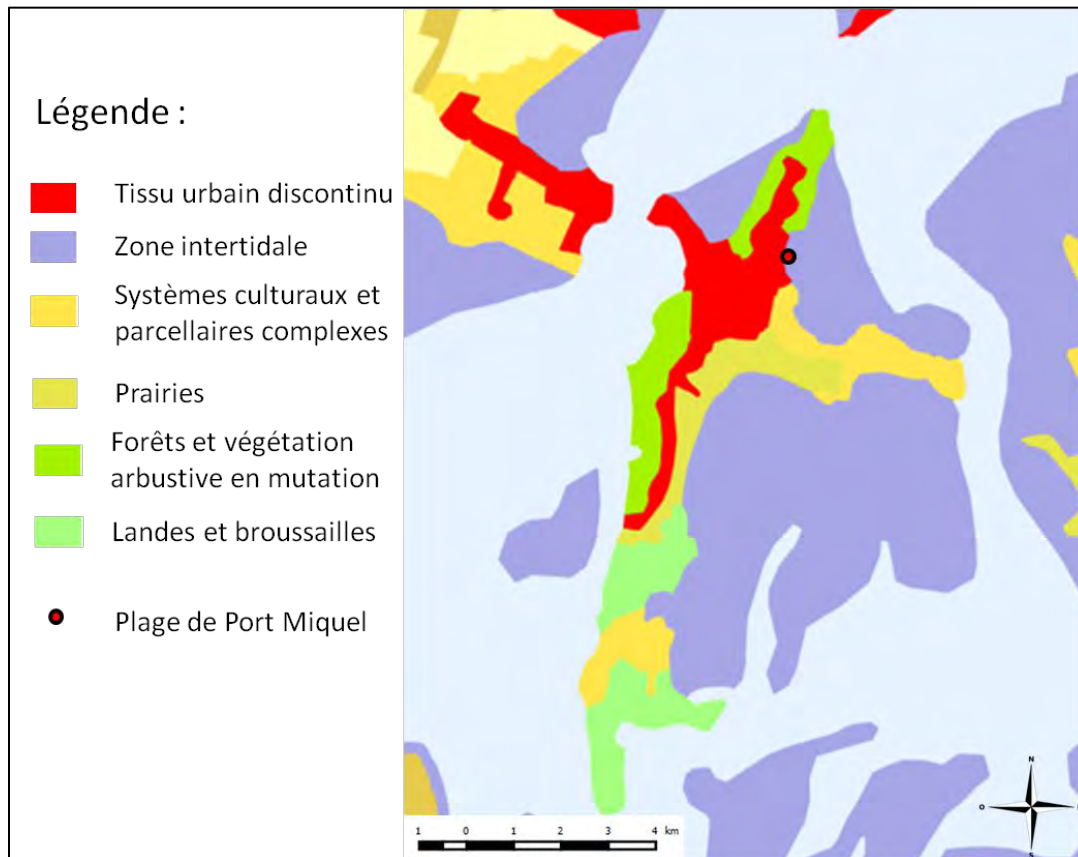 Légende :
Tissu urbain discontinu
Zone intertidale
Systèmes culturaux et
parcellaires complexes
Prairies
Forêts et végétation
arbustive en mutation
Landes et broussailles
Plage de Port Miquel
N
O
S
1 0 1 2 3 4 km